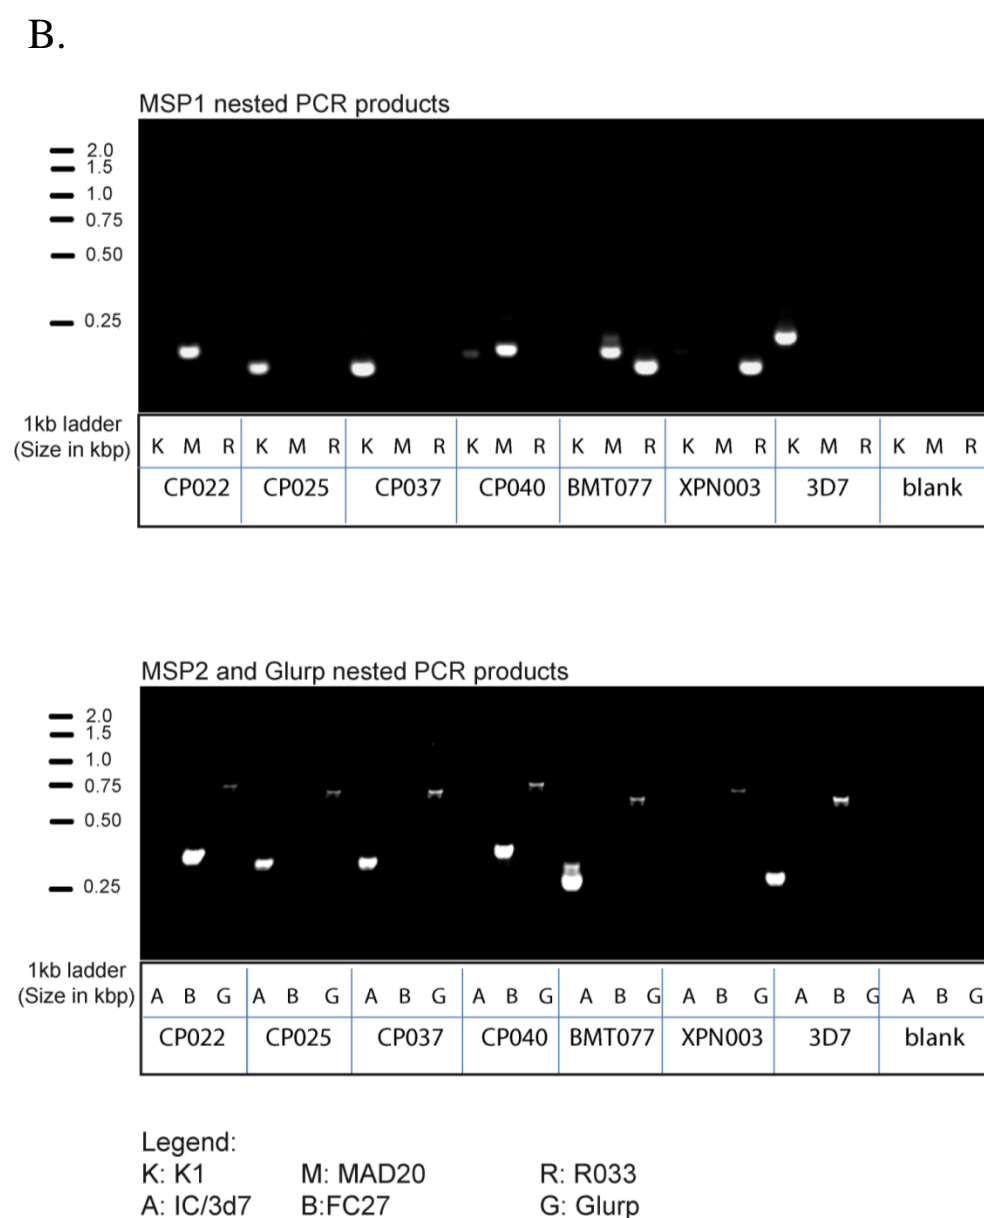 B.
MSP1 nested PCR products
2.0
1.5
1.0
0.75
0.50
0.25
1kb ladder
(Size in kbp)
K M R K M R K M R K M R K M R K M R K M R K M R
CP022 CP025 CP037 CP040 BMT077 XPN003 3D7 blank
MSP2 and Glurp nested PCR products
2.0
1.5
1.0
0.75
0.50
0.25
1kb ladder
(Size in kbp)
A B G A B G A B G A B G A B G A B G A B G A B G
CP022 CP025 CP037 CP040 BMT077 XPN003 3D7 blank
Legend:
K: K1 M: MAD20 R: R033
A: IC/3d7 B:FC27 G: Glurp